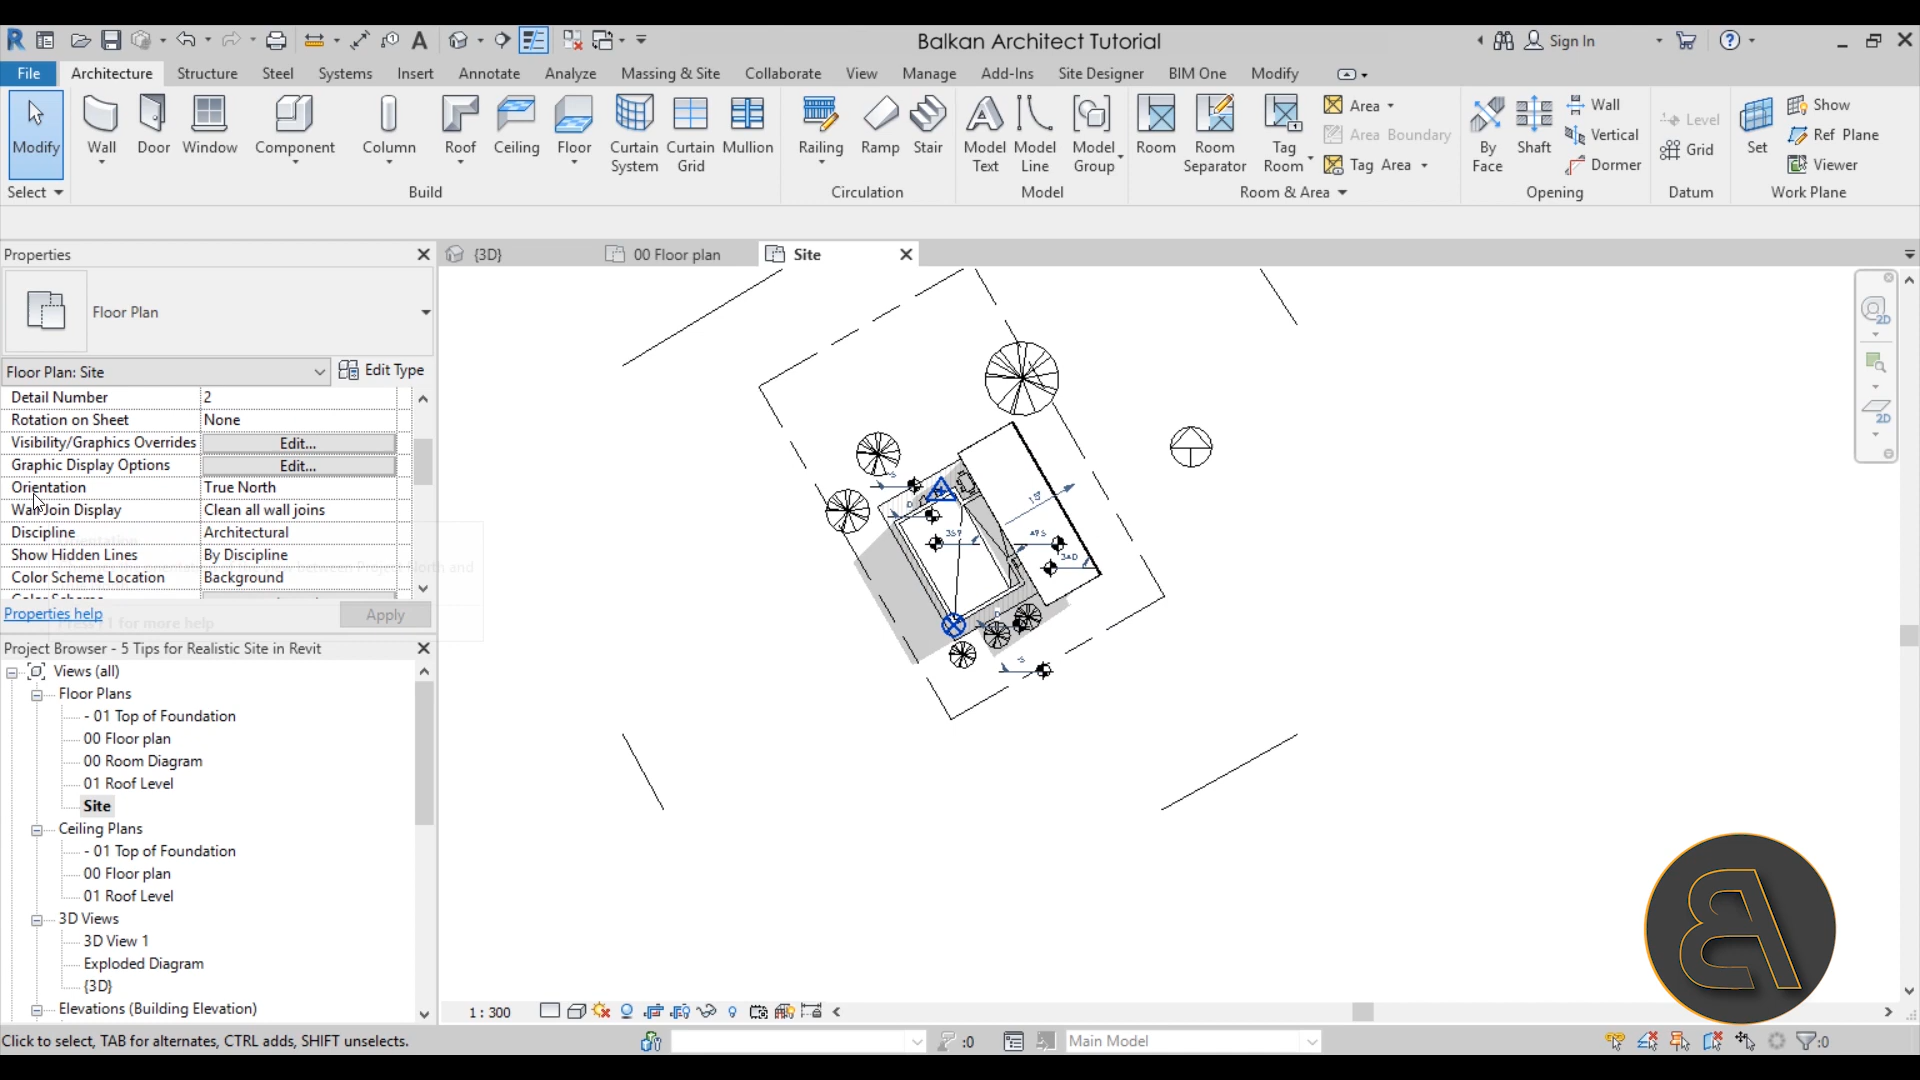 Balkan Architect Tutorial
Sign In
File Architecture Structure Steel Systems Insert Annotate Analyze Massing & Site Collaborate View Manage Add-Ins Site Designer BIM One Modify
Modify Wall Door Window Component Column Roof Ceiling Floor Curtain System Curtain Grid Mullion Railing Ramp Stair Model Text Model Line Model Group Room Room Separator Tag Room
Area
Area Boundary
Tag Area
By Face Shaft
Wall
Vertical
Dormer
Level
Grid
Set
Show
Ref Plane
Viewer
Select Build Circulation Model Room & Area Opening Datum Work Plane
Properties
{3D} 00 Floor plan Site
Floor Plan
Floor Plan: Site
Edit Type
Detail Number 2
Rotation on Sheet None
Visibility/Graphics Overrides Edit...
Graphic Display Options Edit...
Orientation True North
Wall Join Display Clean all wall joins
Discipline Architectural
Show Hidden Lines By Discipline
Color Scheme Location Background
Properties help Apply
Project Browser - 5 Tips for Realistic Site in Revit
Views (all)
Floor Plans
- 01 Top of Foundation
00 Floor plan
00 Room Diagram
01 Roof Level
Site
Ceiling Plans
- 01 Top of Foundation
00 Floor plan
01 Roof Level
3D Views
3D View 1
Exploded Diagram
{3D}
Elevations (Building Elevation)
1 : 300
Click to select, TAB for alternates, CTRL adds, SHIFT unselects.
:0
Main Model
:0